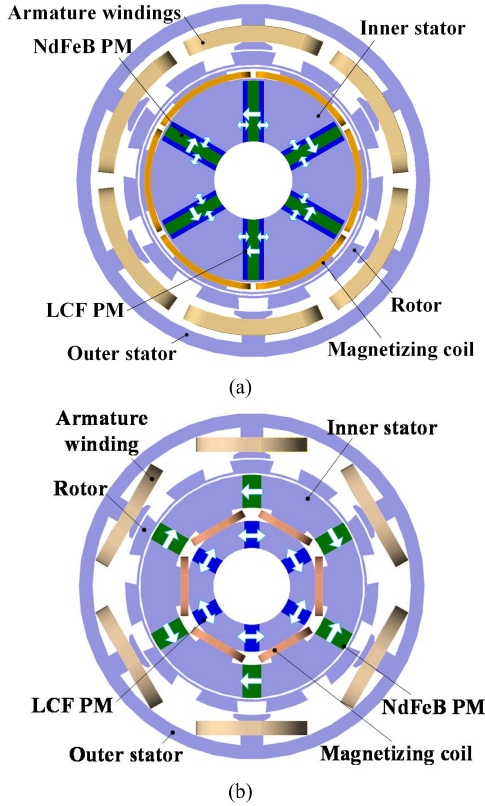 Armature windings
NdFeB PM
Inner stator
LCF PM
Rotor
Outer stator
Magnetizing coil
(a)
Armature
winding
Inner stator
Rotor
LCF PM
NdFeB PM
Outer stator
Magnetizing coil
(b)